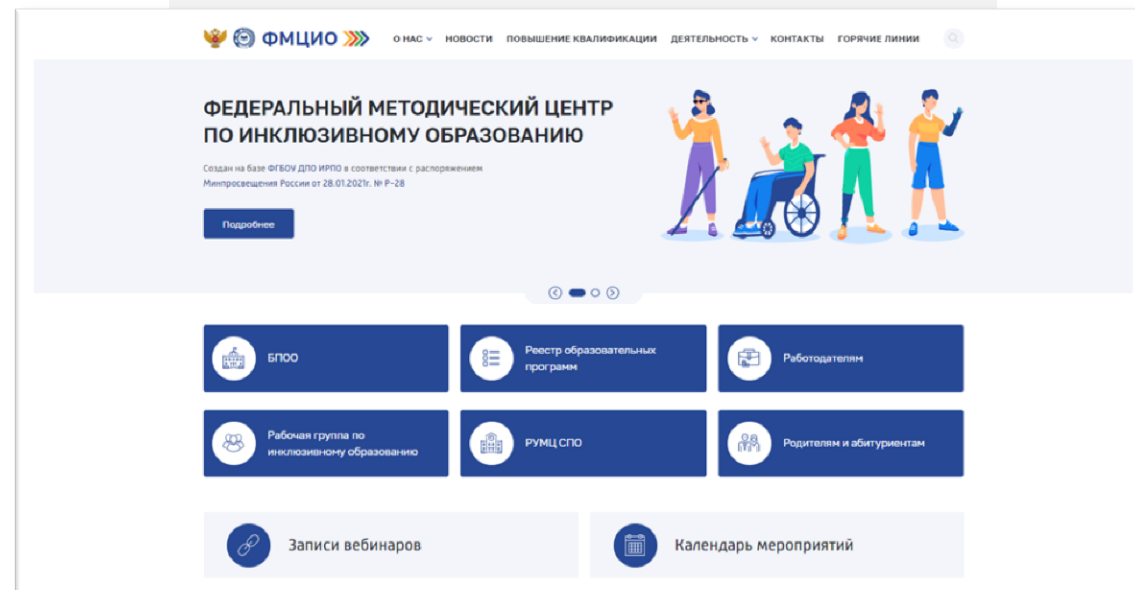 ФМЦИО
О НАС НОВОСТИ ПОВЫШЕНИЕ КВАЛИФИКАЦИИ ДЕЯТЕЛЬНОСТЬ КОНТАКТЫ ГОРЯЧИЕ ЛИНИИ
ФЕДЕРАЛЬНЫЙ МЕТОДИЧЕСКИЙ ЦЕНТР
ПО ИНКЛЮЗИВНОМУ ОБРАЗОВАНИЮ
Создан на базе ФГБОУ ДПО ИРПО в соответствии с распоряжением
Минпросвещения России от 28.01.2021г. № Р-28
Подробнее
БПОО
Реестр образовательных
программ
Работодателям
Рабочая группа по
инклюзивному образованию
РУМЦ СПО
Родителям и абитуриентам
Записи вебинаров
Календарь мероприятий